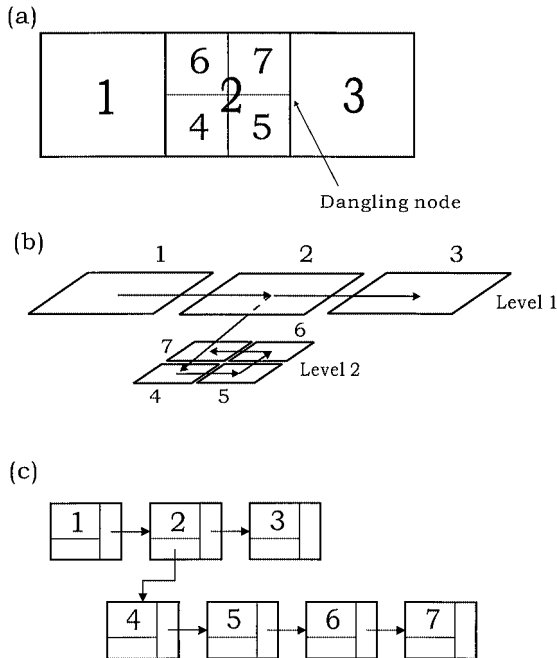 (a)
6 7
1 2 3
4 5
Dangling node
(b)
1 2 3
Level 1
7 6
Level 2
4 5
(c)
1 2 3
4 5 6 7